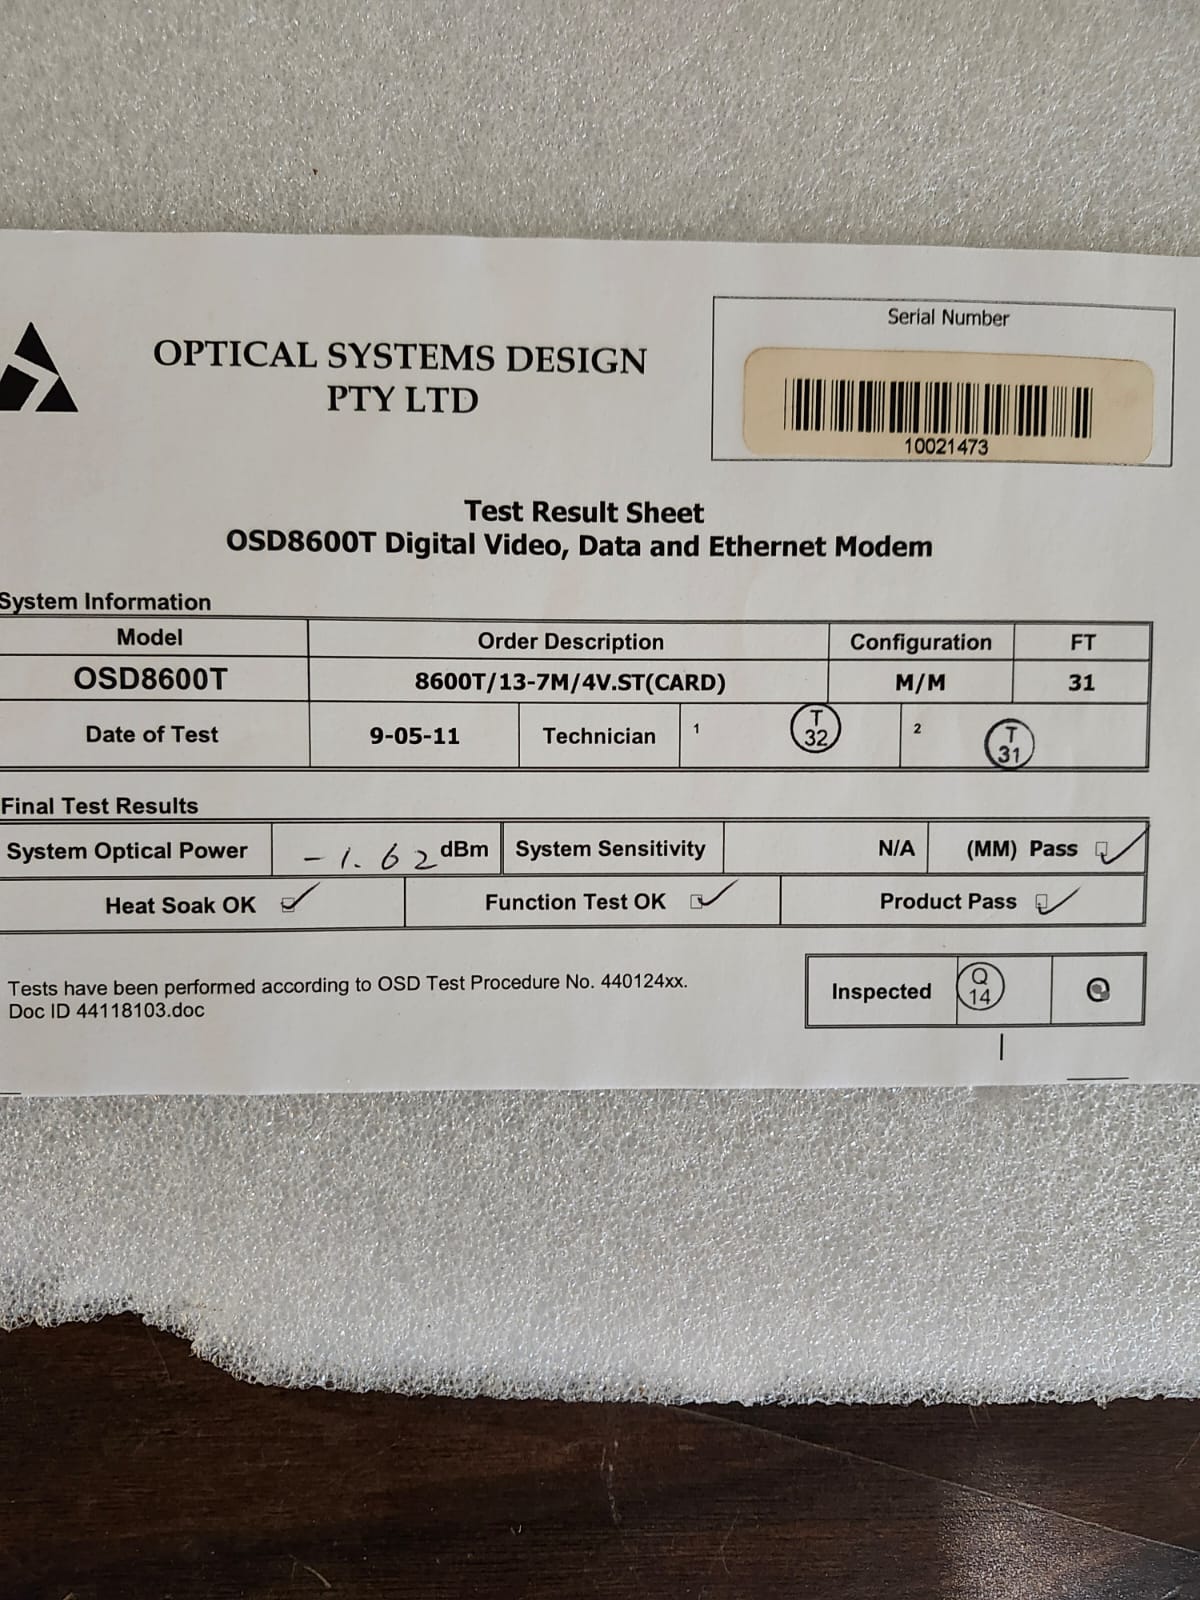 OPTICAL SYSTEMS DESIGN
PTY LTD
Serial Number
10021473
Test Result Sheet
OSD8600T Digital Video, Data and Ethernet Modem
System Information
Model Order Description Configuration FT
OSD8600T 8600T/13-7M/4V.ST(CARD) M/M 31
Date of Test 9-05-11 Technician 1 T 32 2 T 31
Final Test Results
System Optical Power -1.62 dBm System Sensitivity N/A (MM) Pass
Heat Soak OK Function Test OK Product Pass
Tests have been performed according to OSD Test Procedure No. 440124xx.
Doc ID 44118103.doc
Inspected Q 14